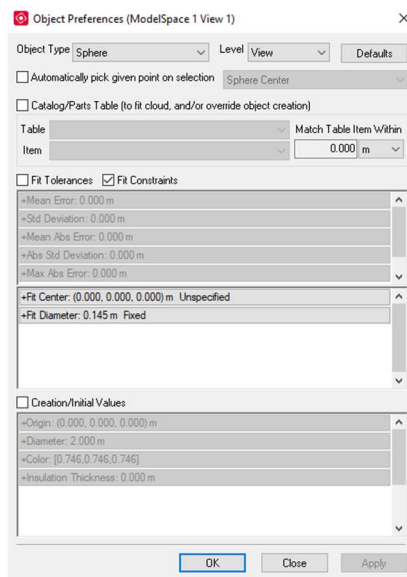 Object Preferences (ModelSpace 1 View 1)
Object Type Sphere Level View Defaults
Automatically pick given point on selection Sphere Center
Catalog/Parts Table (to fit cloud, and/or override object creation)
Table Match Table Item Within
Item 0.000 m
Fit Tolerances Fit Constraints
+Mean Error: 0.000 m
+Std Deviation: 0.000 m
+Mean Abs Error: 0.000 m
+Abs Std Deviation: 0.000 m
+Max Abs Error: 0.000 m
+Fit Center: (0.000, 0.000, 0.000) m Unspecified
+Fit Diameter: 0.145 m Fixed
Creation/Initial Values
+Origin: (0.000, 0.000, 0.000) m
+Diameter: 2.000 m
+Color: [0.746,0.746,0.746]
+Insulation Thickness: 0.000 m
OK Close Apply